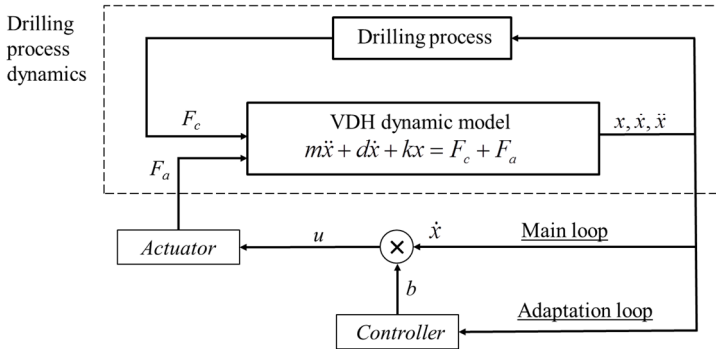 Drilling
process
dynamics
Drilling process
F_c
VDH dynamic model
mẍ + dẋ + kx = F_c + F_a
x, ẋ, ẍ
F_a
Actuator
u
×
ẋ
Main loop
b
Adaptation loop
Controller